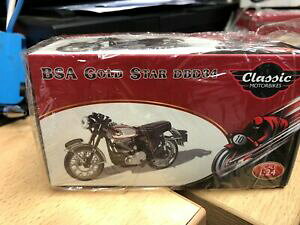 BSA GOLD STAR DBD34
Classic
MOTORBIKES
1:24